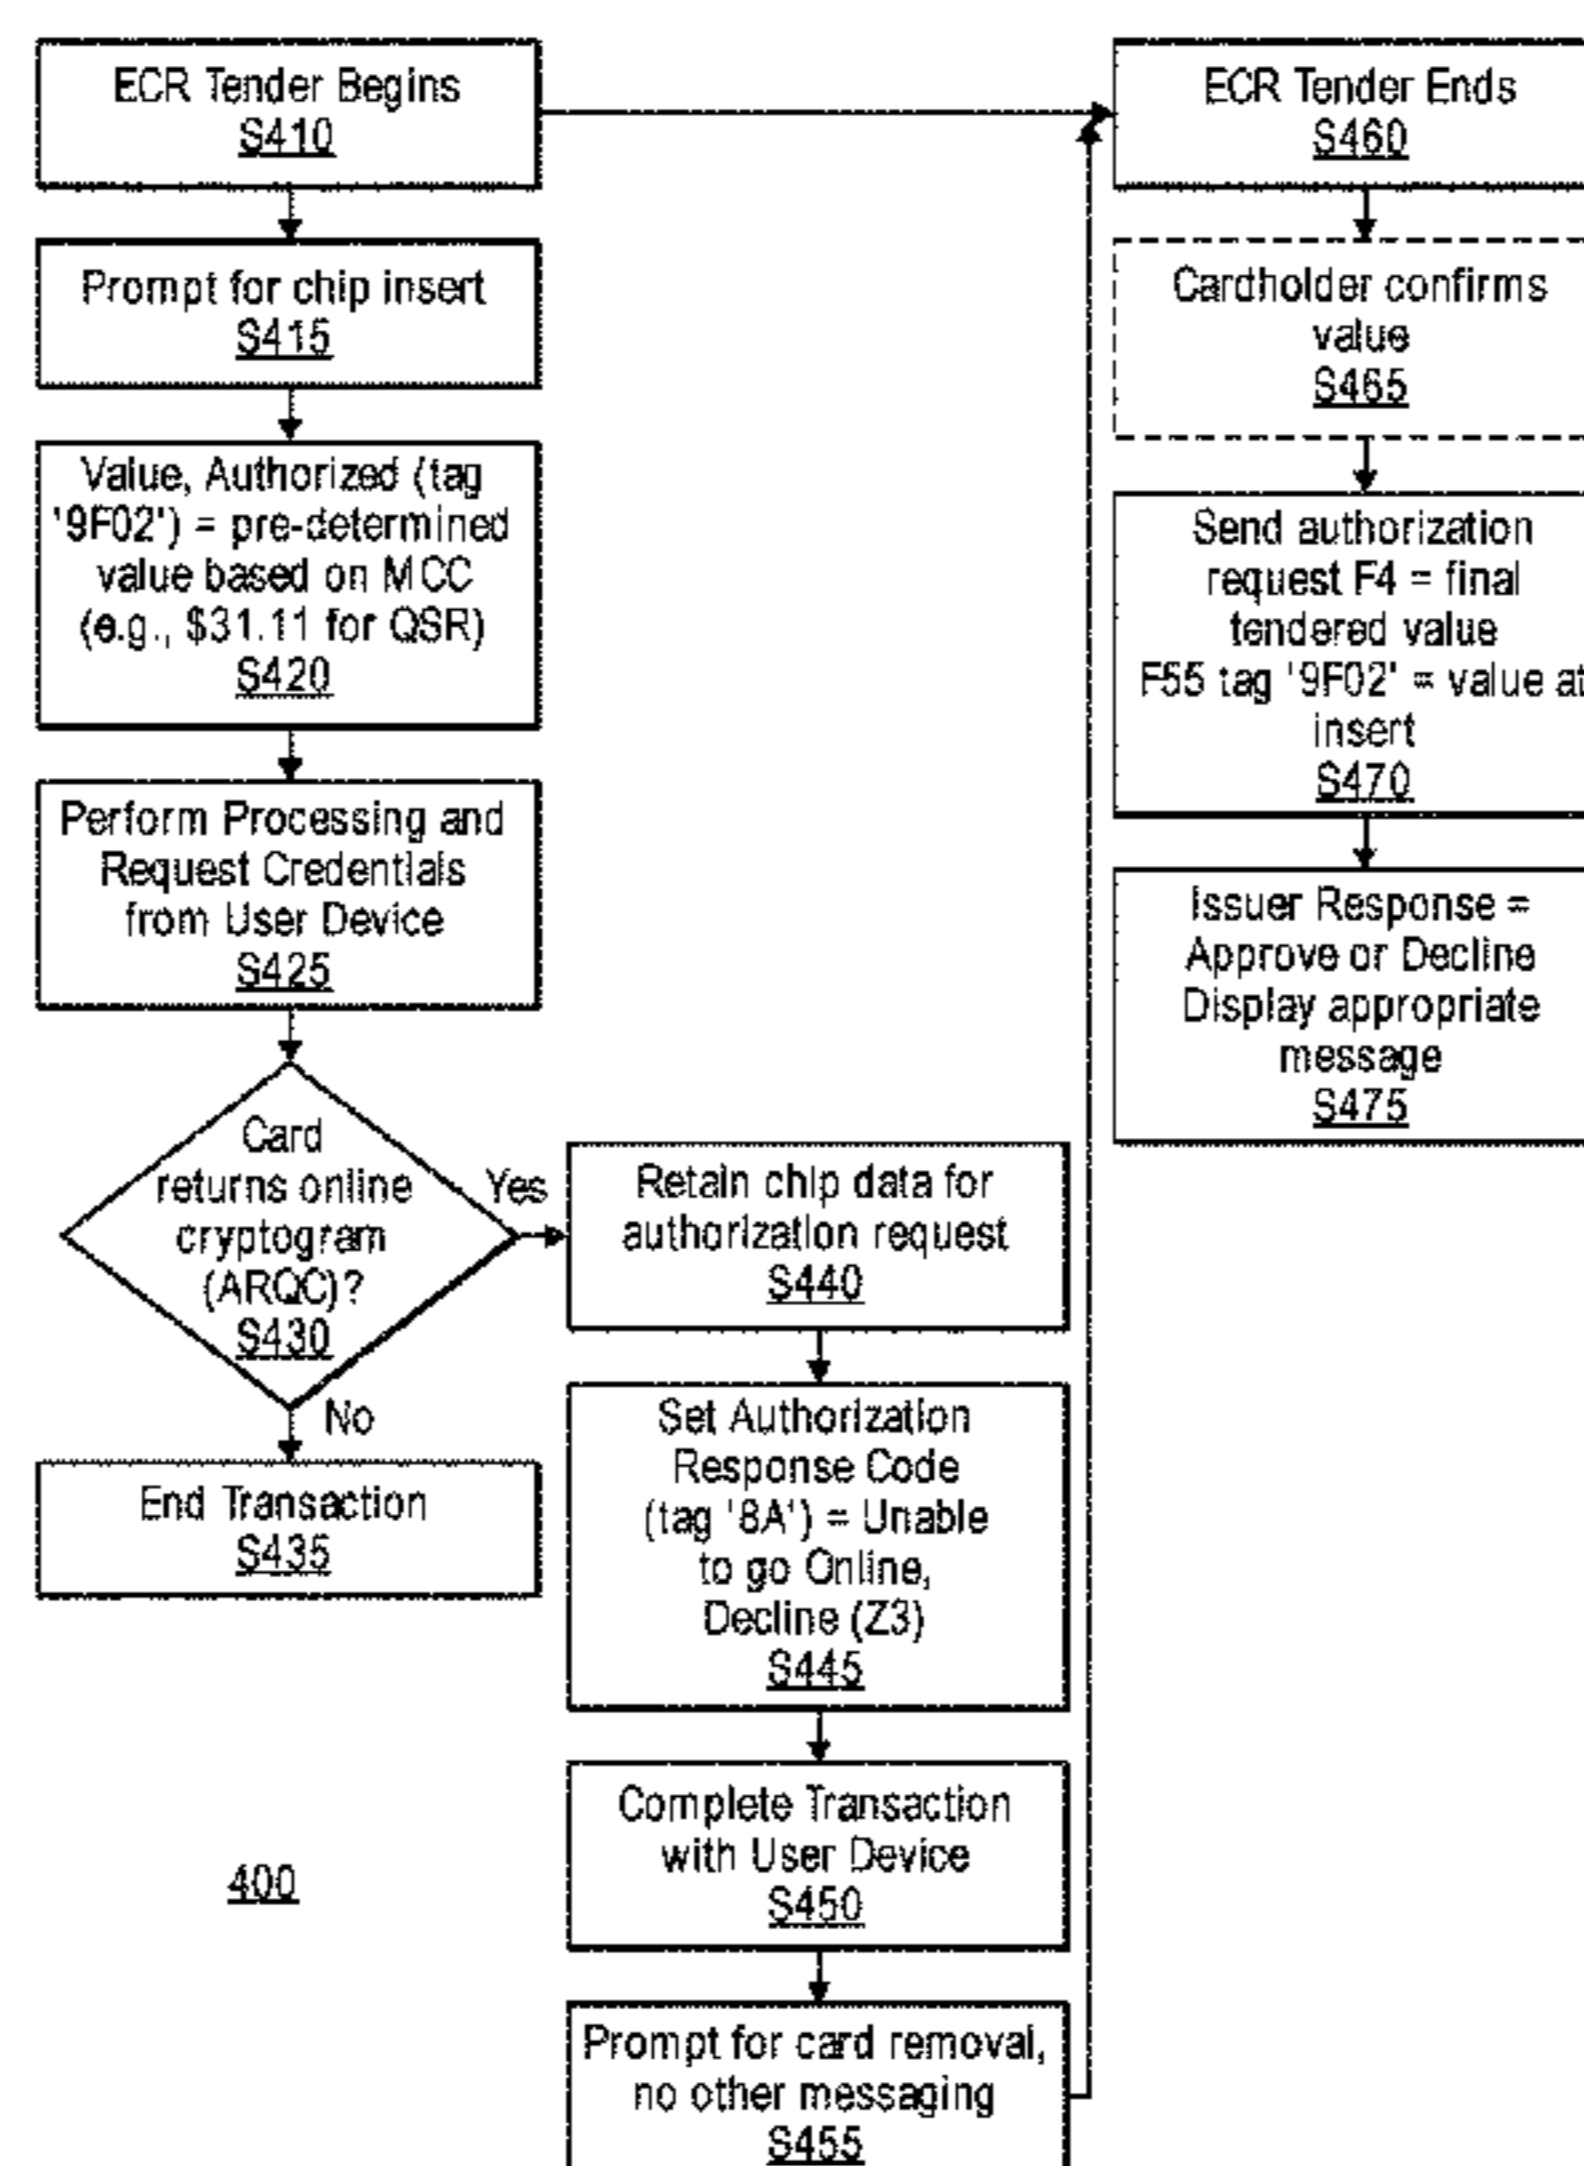 ECR Tender Begins
S410
Prompt for chip insert
S415
Value, Authorized (tag
'9F02') = pre-determined
value based on MCC
(e.g., $31.11 for QSR)
S420
Perform Processing and
Request Credentials
from User Device
S425
Card
returns online
cryptogram
(ARQC)?
S430
Yes
No
End Transaction
S435
Retain chip data for
authorization request
S440
Set Authorization
Response Code
(tag '8A') = Unable
to go Online,
Decline (Z3)
S445
Complete Transaction
with User Device
S450
Prompt for card removal,
no other messaging
S455
ECR Tender Ends
S460
Cardholder confirms
value
S465
Send authorization
request F4 = final
tendered value
F55 tag '9F02' = value at
insert
S470
Issuer Response =
Approve or Decline
Display appropriate
message
S475
400